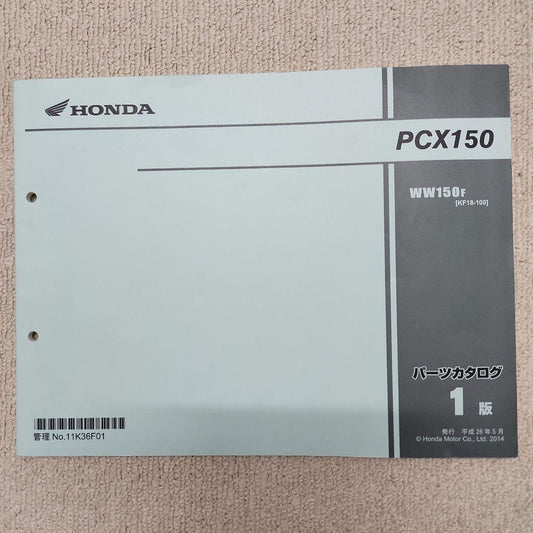 HONDA
PCX150
WW150F
[KF18-100]
パーツカタログ
1版
発行 平成26年5月
© Honda Motor Co., Ltd. 2014
管理 No.11K36F01